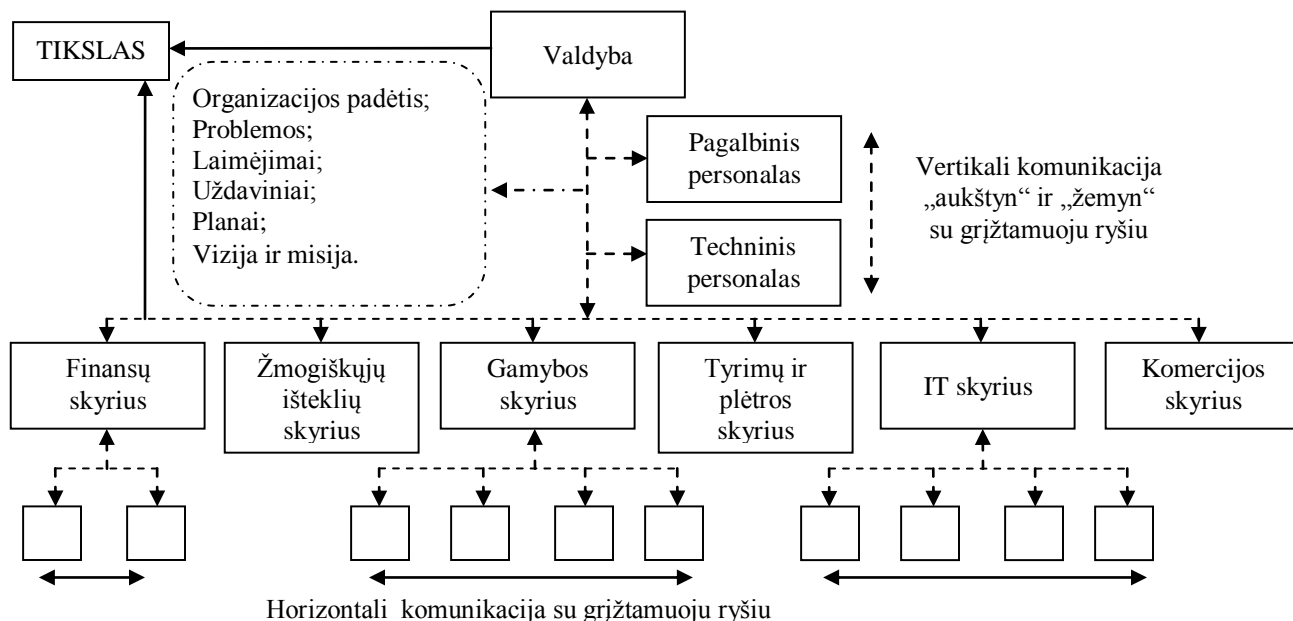 TIKSLAS
Valdyba
Organizacijos padėtis;
Problemos;
Laimėjimai;
Uždaviniai;
Planai;
Vizija ir misija.
Pagalbinis
personalas
Techninis
personalas
Vertikali komunikacija
„aukštyn“ ir „žemyn“
su grįžtamuoju ryšiu
Finansų
skyrius
Žmogiškųjų
išteklių
skyrius
Gamybos
skyrius
Tyrimų ir
plėtros
skyrius
IT skyrius
Komercijos
skyrius
Horizontali komunikacija su grįžtamuoju ryšiu